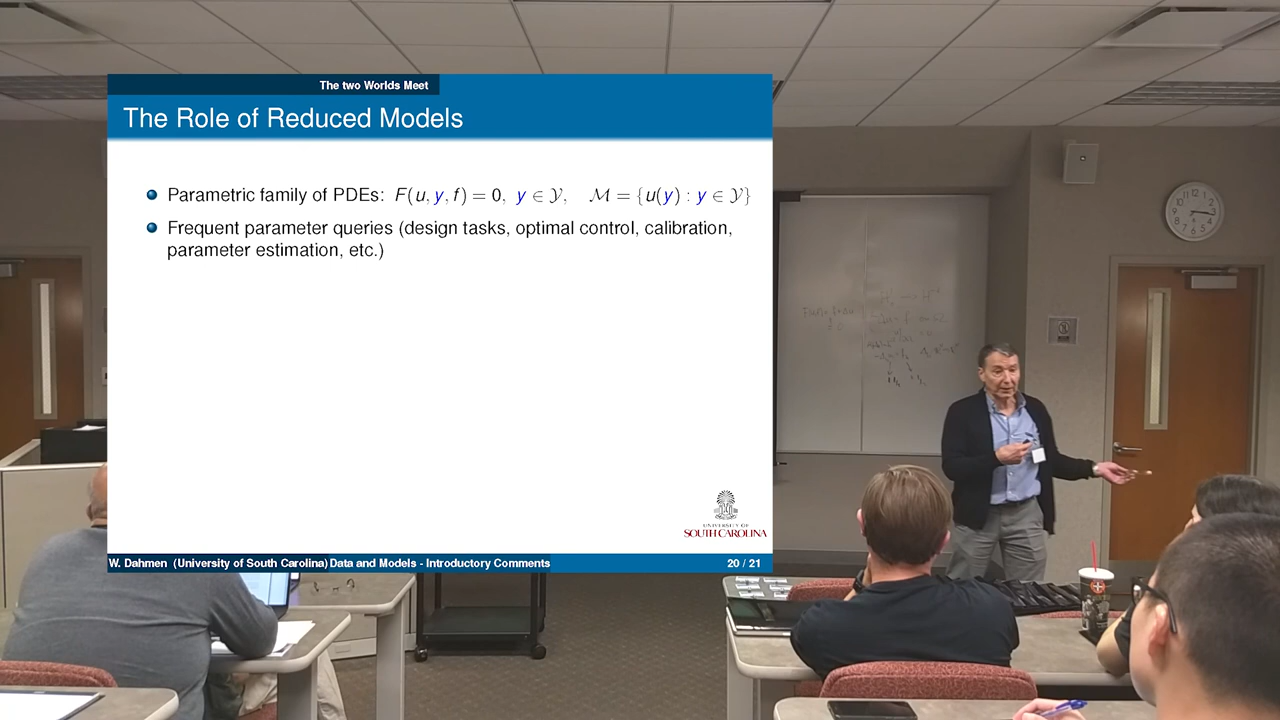 The two Worlds Meet
The Role of Reduced Models
Parametric family of PDEs: F(u, y, f) = 0, y ∈ 𝒴, ℳ = {u(y) : y ∈ 𝒴}
Frequent parameter queries (design tasks, optimal control, calibration,
parameter estimation, etc.)
UNIVERSITY OF
SOUTH CAROLINA
W. Dahmen (University of South Carolina) Data and Models - Introductory Comments 20 / 21